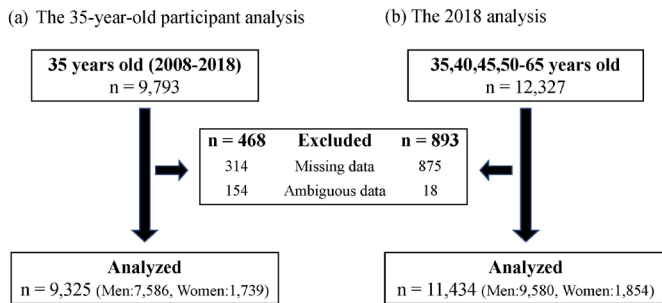 (a) The 35-year-old participant analysis
(b) The 2018 analysis
35 years old (2008-2018)
n = 9,793
35,40,45,50-65 years old
n = 12,327
n = 468 Excluded n = 893
314 Missing data 875
154 Ambiguous data 18
Analyzed
n = 9,325 (Men:7,586, Women:1,739)
Analyzed
n = 11,434 (Men:9,580, Women:1,854)